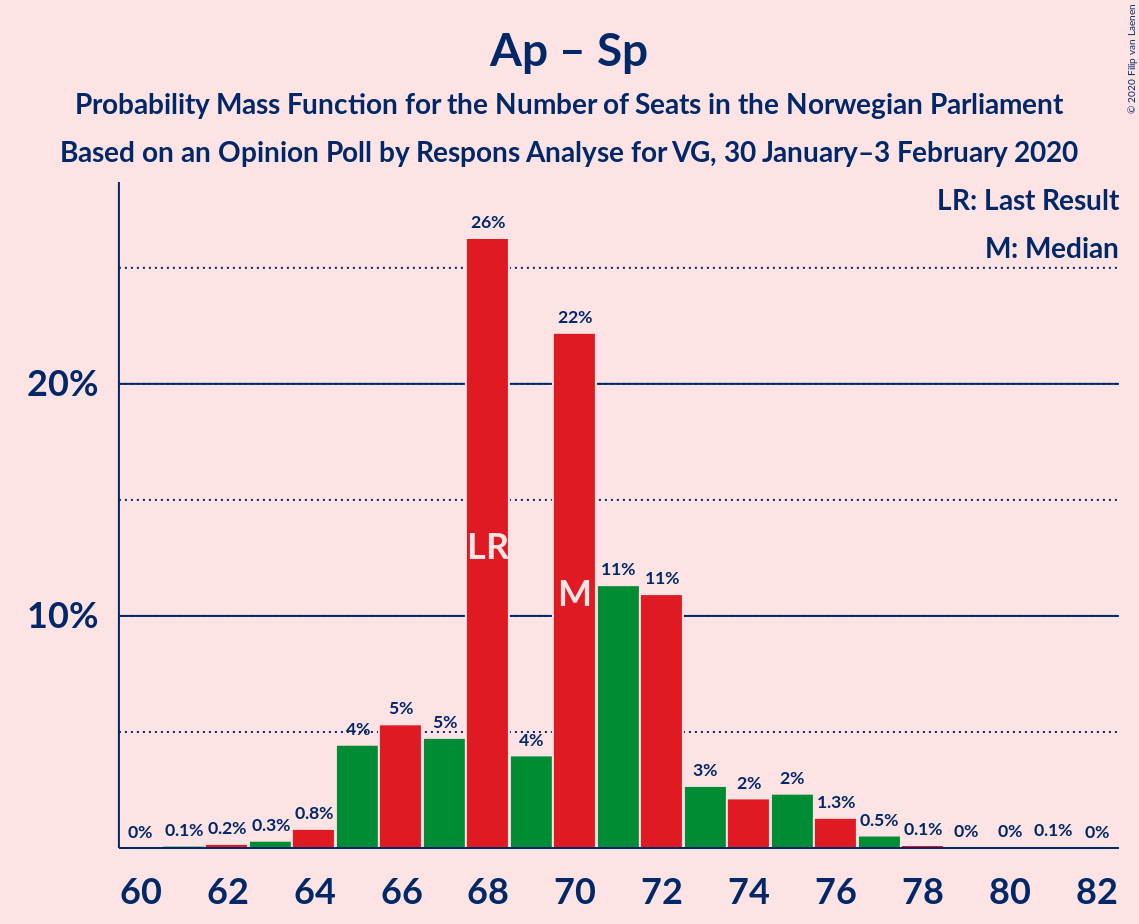 Ap – Sp
Probability Mass Function for the Number of Seats in the Norwegian Parliament
Based on an Opinion Poll by Respons Analyse for VG, 30 January–3 February 2020
© 2020 Filip van Laenen
LR: Last Result
M: Median
20%
10%
0%
0.1%
0.2%
0.3%
0.8%
4%
5%
5%
26%
4%
22%
11%
11%
3%
2%
2%
1.3%
0.5%
0.1%
0%
0%
0.1%
0%
LR
M
60 62 64 66 68 70 72 74 76 78 80 82